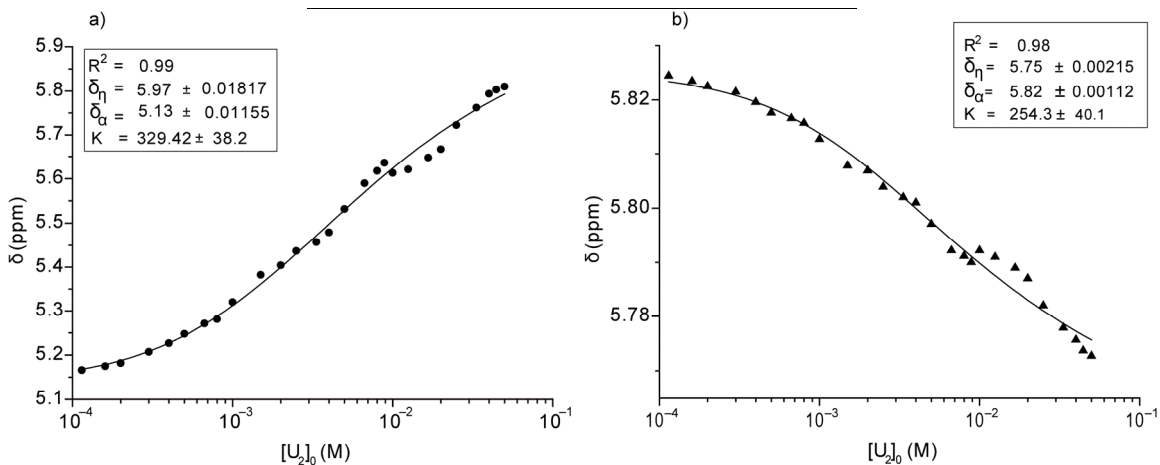 a)
R² = 0.99
δη = 5.97 ± 0.01817
δα = 5.13 ± 0.01155
K = 329.42 ± 38.2
5.9
5.8
5.7
5.6
5.5
5.4
5.3
5.2
5.1
δ (ppm)
10⁻⁴ 10⁻³ 10⁻² 10⁻¹
[U₂]₀ (M)
b)
R² = 0.98
δη = 5.75 ± 0.00215
δα = 5.82 ± 0.00112
K = 254.3 ± 40.1
5.82
5.80
5.78
δ (ppm)
10⁻⁴ 10⁻³ 10⁻² 10⁻¹
[U₂]₀ (M)